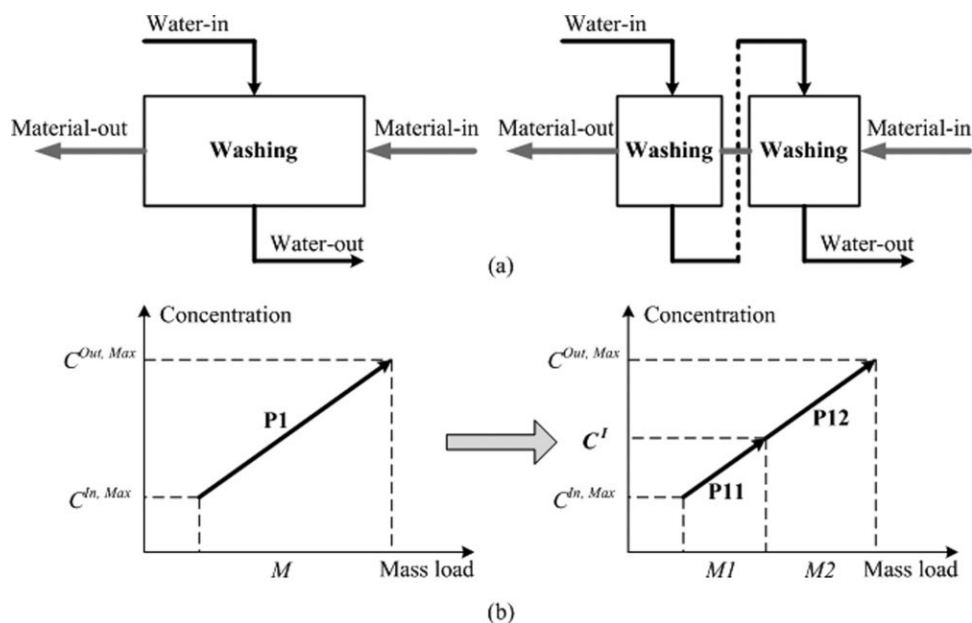 Water-in
Water-in
Material-out
Washing
Material-in
Material-out
Washing
Washing
Material-in
Water-out
Water-out
(a)
Concentration
Concentration
C^{Out, Max}
C^{Out, Max}
P1
P12
C^I
C^{In, Max}
C^{In, Max}
P11
M
Mass load
M1
M2
Mass load
(b)